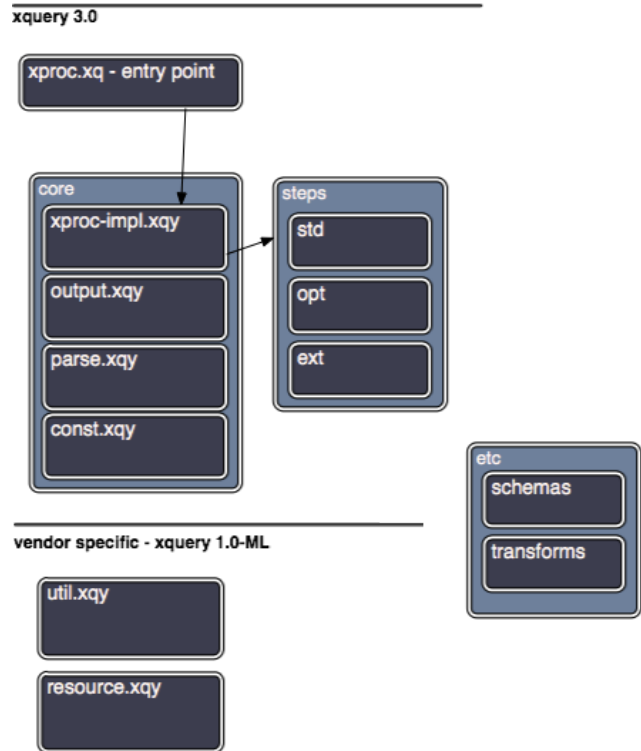 xquery 3.0
xproc.xq - entry point
core
xproc-impl.xqy
output.xqy
parse.xqy
const.xqy
steps
std
opt
ext
etc
schemas
transforms
vendor specific - xquery 1.0-ML
util.xqy
resource.xqy